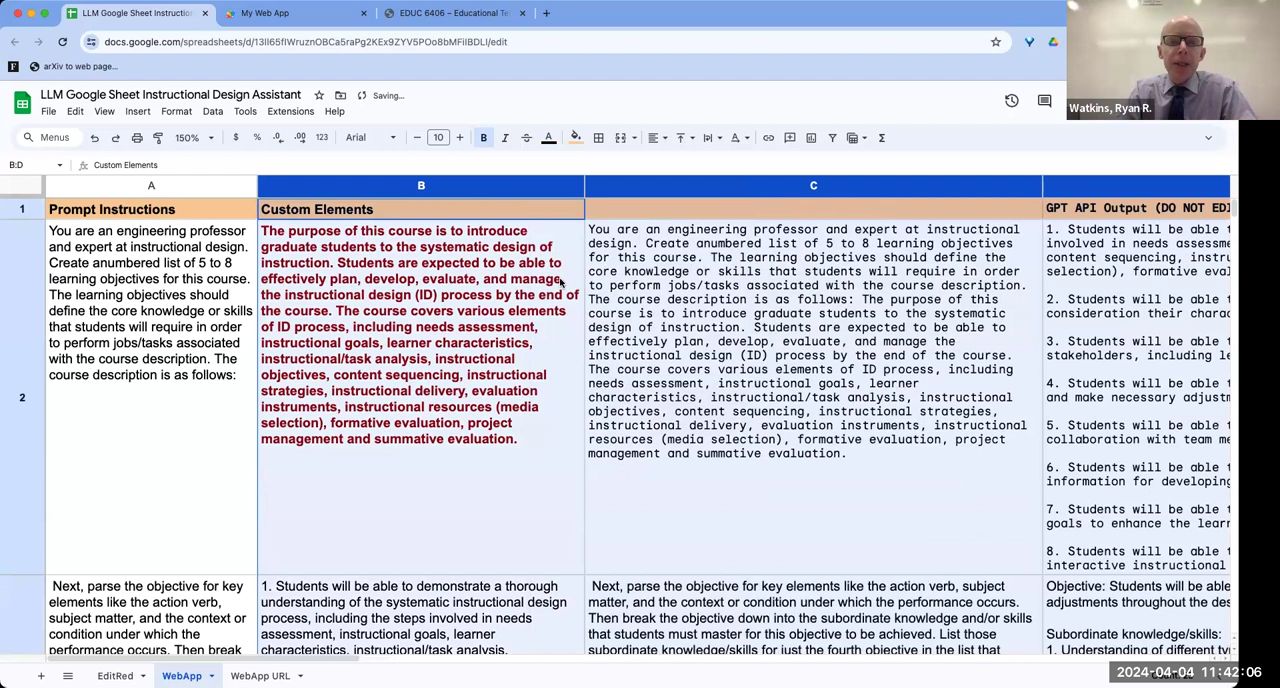 LLM Google Sheet Instruction
My Web App
EDUC 6406 – Educational Te
docs.google.com/spreadsheets/d/13Il65fIWruznOBCa5raPg2KEx9ZYV5POo8bMFiIBDLI/edit
arXiv to web page...
Watkins, Ryan R.
LLM Google Sheet Instructional Design Assistant
Saving...
File Edit View Insert Format Data Tools Extensions Help
Menus 150% $ % .0 .00 123 Arial 10 B I A Σ
B:D fx Custom Elements
A B C
1 Prompt Instructions Custom Elements GPT API Output (DO NOT EDI
2
You are an engineering professor
and expert at instructional design.
Create anumbered list of 5 to 8
learning objectives for this course.
The learning objectives should
define the core knowledge or skills
that students will require in order
to perform jobs/tasks associated
with the course description. The
course description is as follows:
The purpose of this course is to introduce
graduate students to the systematic design of
instruction. Students are expected to be able to
effectively plan, develop, evaluate, and manage
the instructional design (ID) process by the end of
the course. The course covers various elements
of ID process, including needs assessment,
instructional goals, learner characteristics,
instructional/task analysis, instructional
objectives, content sequencing, instructional
strategies, instructional delivery, evaluation
instruments, instructional resources (media
selection), formative evaluation, project
management and summative evaluation.
You are an engineering professor and expert at instructional
design. Create anumbered list of 5 to 8 learning objectives
for this course. The learning objectives should define the
core knowledge or skills that students will require in order
to perform jobs/tasks associated with the course description.
The course description is as follows: The purpose of this
course is to introduce graduate students to the systematic
design of instruction. Students are expected to be able to
effectively plan, develop, evaluate, and manage the
instructional design (ID) process by the end of the course.
The course covers various elements of ID process, including
needs assessment, instructional goals, learner
characteristics, instructional/task analysis, instructional
objectives, content sequencing, instructional strategies,
instructional delivery, evaluation instruments, instructional
resources (media selection), formative evaluation, project
management and summative evaluation.
1. Students will be able t
involved in needs assessme
content sequencing, instru
selection), formative eval
2. Students will be able t
consideration their charac
3. Students will be able t
stakeholders, including le
4. Students will be able t
and make necessary adjustm
5. Students will be able t
collaboration with team me
6. Students will be able t
information for developing
7. Students will be able t
goals to enhance the learn
8. Students will be able t
interactive instructional
Next, parse the objective for key
elements like the action verb,
subject matter, and the context or
condition under which the
performance occurs. Then break
1. Students will be able to demonstrate a thorough
understanding of the systematic instructional design
process, including the steps involved in needs
assessment, instructional goals, learner
characteristics, instructional/task analysis,
Next, parse the objective for key elements like the action verb, subject
matter, and the context or condition under which the performance occurs.
Then break the objective down into the subordinate knowledge and/or skills
that students must master for this objective to be achieved. List those
subordinate knowledge/skills for just the fourth objective in the list that
Objective: Students will be able
adjustments throughout the des
Subordinate knowledge/skills:
1. Understanding of different ty
EditRed WebApp WebApp URL
2024-04-04 11:42:06